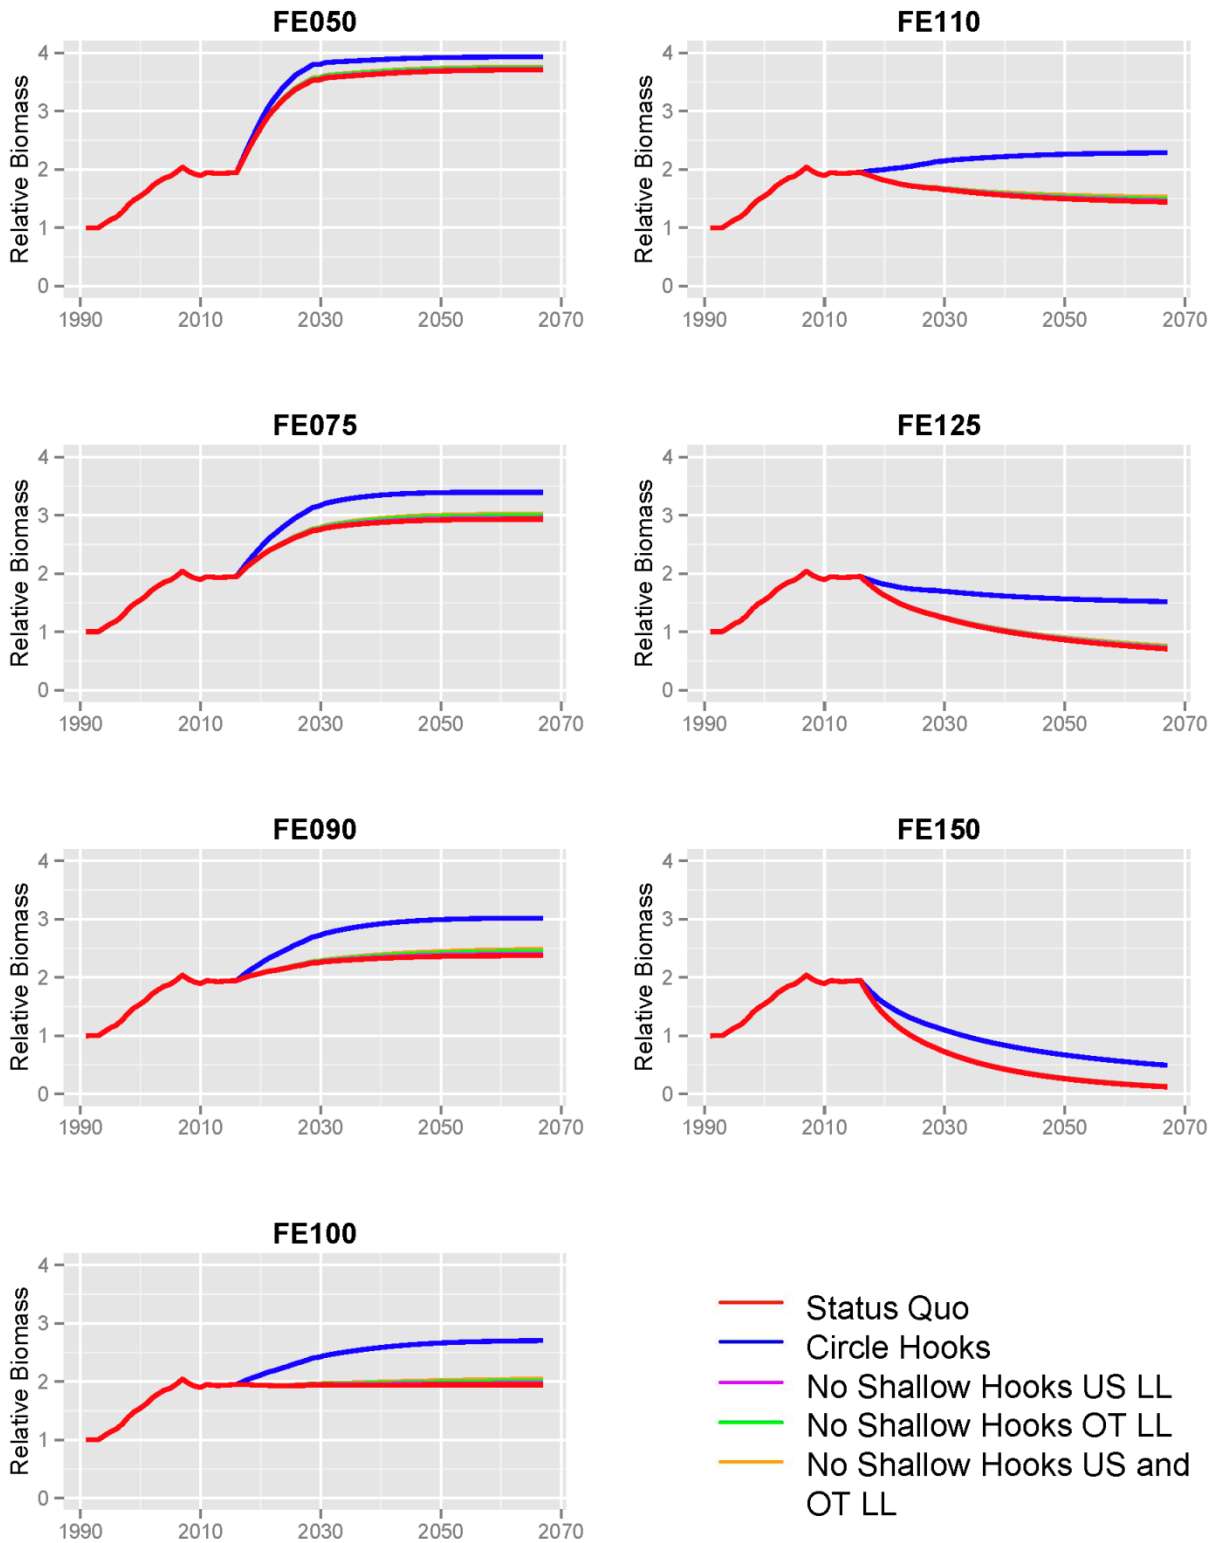 FE050
Relative Biomass
4
3
2
1
0
1990 2010 2030 2050 2070
FE110
Relative Biomass
4
3
2
1
0
1990 2010 2030 2050 2070
FE075
Relative Biomass
4
3
2
1
0
1990 2010 2030 2050 2070
FE125
Relative Biomass
4
3
2
1
0
1990 2010 2030 2050 2070
FE090
Relative Biomass
4
3
2
1
0
1990 2010 2030 2050 2070
FE150
Relative Biomass
4
3
2
1
0
1990 2010 2030 2050 2070
FE100
Relative Biomass
4
3
2
1
0
1990 2010 2030 2050 2070
Status Quo
Circle Hooks
No Shallow Hooks US LL
No Shallow Hooks OT LL
No Shallow Hooks US and
OT LL